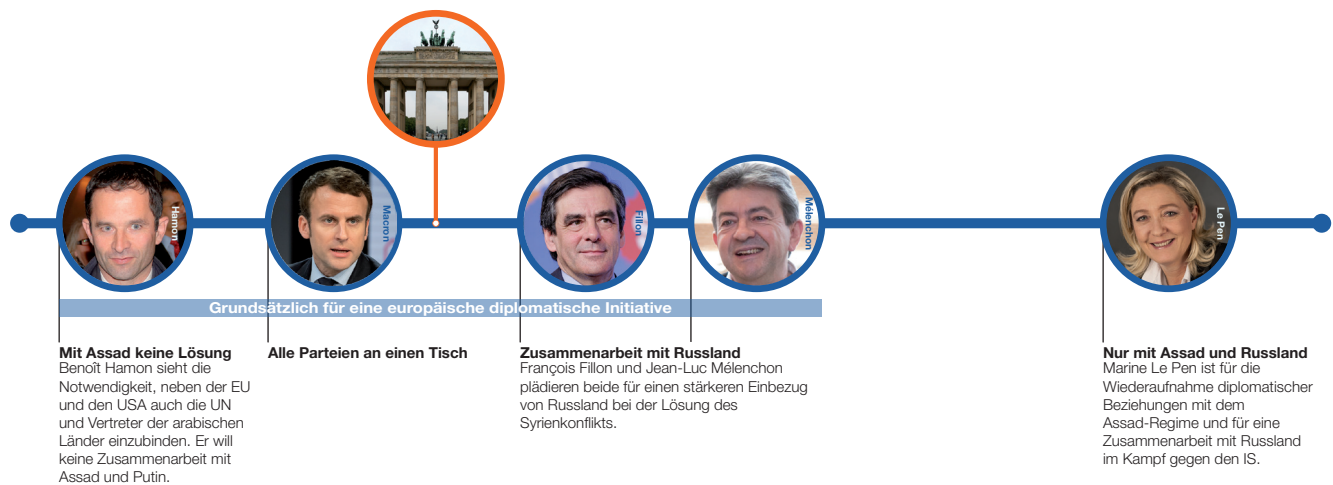 Hamon
Macron
Fillon
Mélenchon
Le Pen
Grundsätzlich für eine europäische diplomatische Initiative
Mit Assad keine Lösung
Benoît Hamon sieht die
Notwendigkeit, neben der EU
und den USA auch die UN
und Vertreter der arabischen
Länder einzubinden. Er will
keine Zusammenarbeit mit
Assad und Putin.
Alle Parteien an einen Tisch
Zusammenarbeit mit Russland
François Fillon und Jean-Luc Mélenchon
plädieren beide für einen stärkeren Einbezug
von Russland bei der Lösung des
Syrienkonflikts.
Nur mit Assad und Russland
Marine Le Pen ist für die
Wiederaufnahme diplomatischer
Beziehungen mit dem
Assad-Regime und für eine
Zusammenarbeit mit Russland
im Kampf gegen den IS.